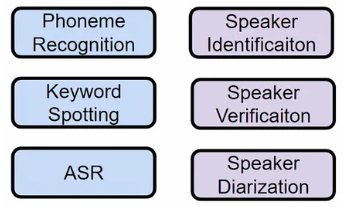 Phoneme
Recognition
Speaker
Identificaiton
Keyword
Spotting
Speaker
Verificaiton
ASR
Speaker
Diarization